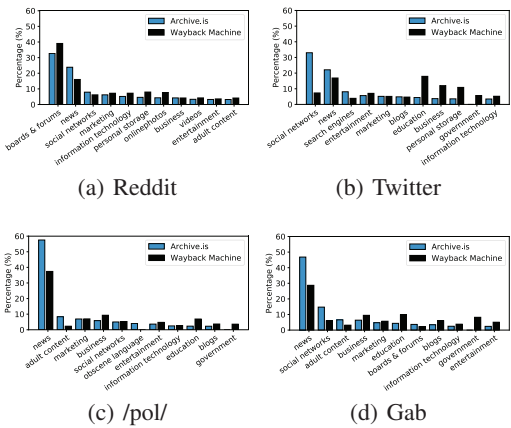 60
50
40
30
20
10
0
Percentage (%)
Archive.is
Wayback Machine
boards & forums
news
social networks
marketing
information technology
personal storage
onlinephotos
business
videos
entertainment
adult content
(a) Reddit
60
50
40
30
20
10
0
Percentage (%)
Archive.is
Wayback Machine
social networks
news
search engines
entertainment
marketing
blogs
education
business
personal storage
government
information technology
(b) Twitter
60
50
40
30
20
10
0
Percentage (%)
Archive.is
Wayback Machine
news
adult content
marketing
business
social networks
obscene language
entertainment
information technology
education
blogs
government
(c) /pol/
60
50
40
30
20
10
0
Percentage (%)
Archive.is
Wayback Machine
news
social networks
adult content
business
marketing
education
boards & forums
blogs
information technology
government
entertainment
(d) Gab